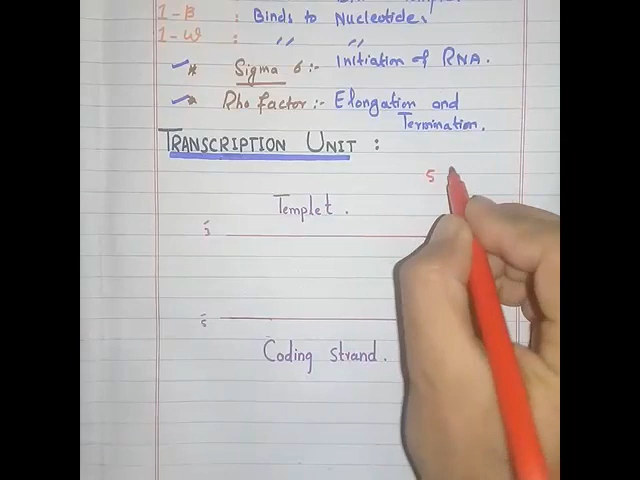 1-β : Binds to Nucleotides
1-ω : // //
* Sigma 6 :- Initiation of RNA.
* Rho factor :- Elongation and
Termination.
TRANSCRIPTION UNIT :
5
Templet .
3
5
Coding strand .